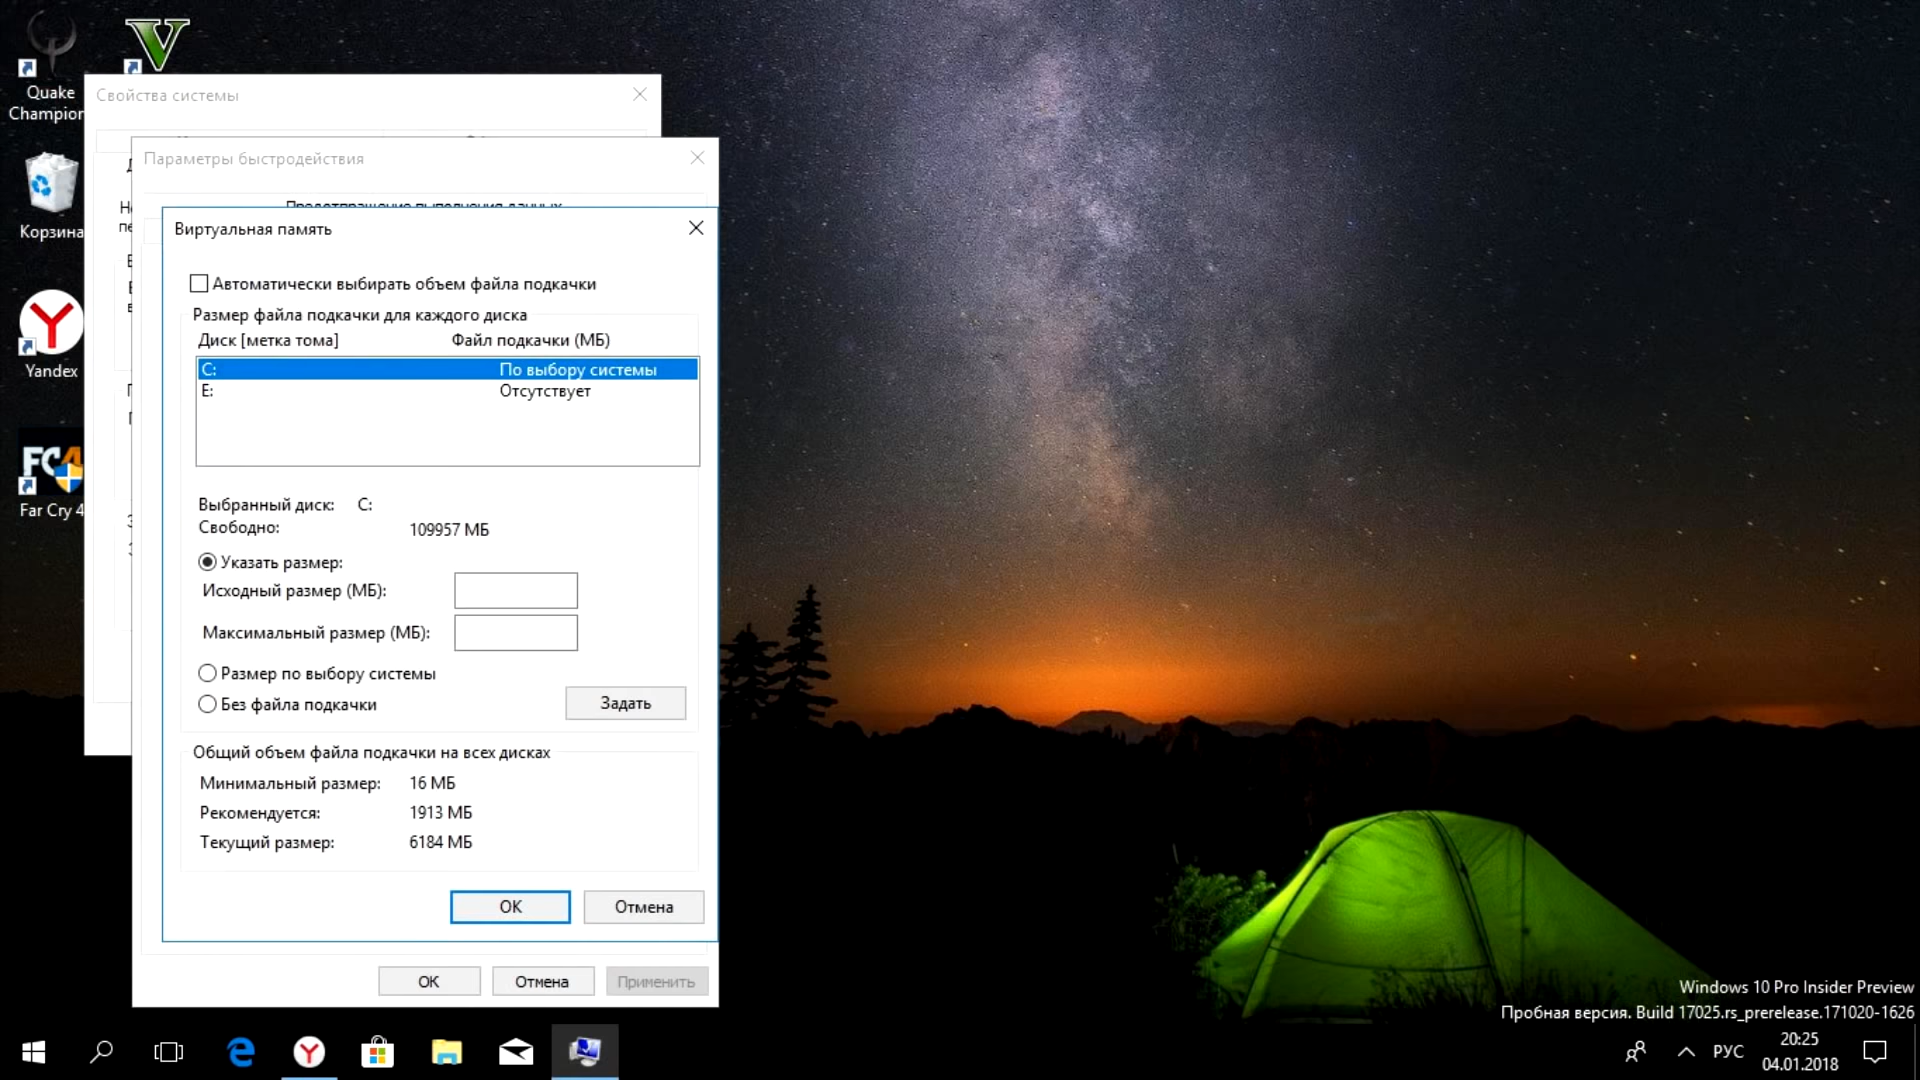 Quake
Champion
Корзина
Yandex
Far Cry 4
Свойства системы
Параметры быстродействия
Виртуальная память
Автоматически выбирать объем файла подкачки
Размер файла подкачки для каждого диска
Диск [метка тома] Файл подкачки (МБ)
C: По выбору системы
E: Отсутствует
Выбранный диск: C:
Свободно: 109957 МБ
Указать размер:
Исходный размер (МБ):
Максимальный размер (МБ):
Размер по выбору системы
Без файла подкачки
Задать
Общий объем файла подкачки на всех дисках
Минимальный размер: 16 МБ
Рекомендуется: 1913 МБ
Текущий размер: 6184 МБ
ОК Отмена
ОК Отмена Применить
Windows 10 Pro Insider Preview
Пробная версия. Build 17025.rs_prerelease.171020-1626
РУС
20:25
04.01.2018